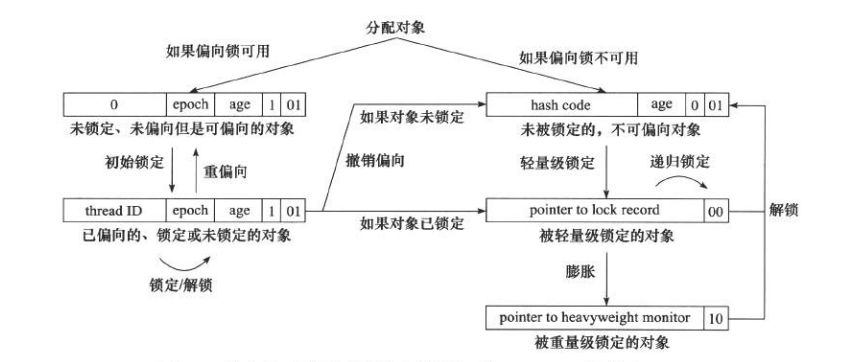 分配对象
如果偏向锁可用
如果偏向锁不可用
0 epoch age 1 01
未锁定、未偏向但是可偏向的对象
hash code age 0 01
未被锁定的，不可偏向对象
如果对象未锁定
初始锁定
重偏向
撤销偏向
轻量级锁定
递归锁定
thread ID epoch age 1 01
已偏向的、锁定或未锁定的对象
如果对象已锁定
pointer to lock record 00
被轻量级锁定的对象
解锁
锁定/解锁
膨胀
pointer to heavyweight monitor 10
被重量级锁定的对象